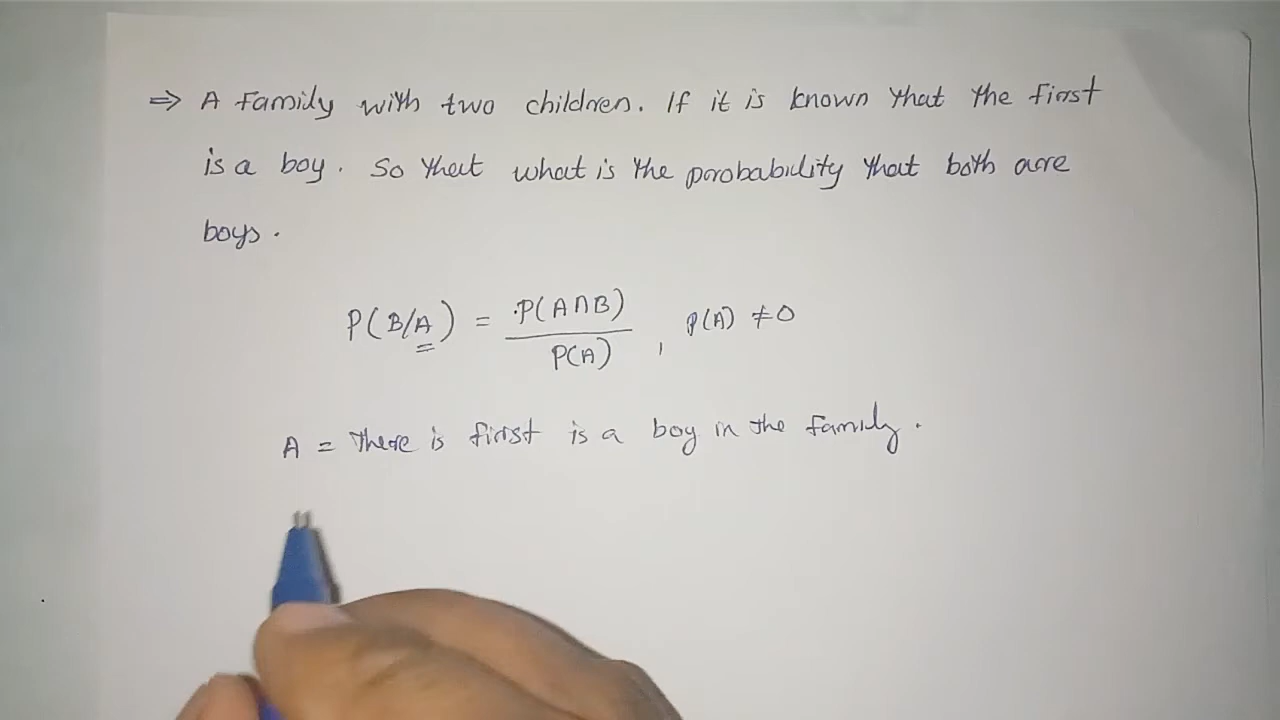 ⇒ A Family with two children. If it is known that the first
is a boy. So that what is the probability that both are
boys.
P(B/A) = P(A∩B) / P(A) , P(A) ≠ 0
A = There is first is a boy in the family.